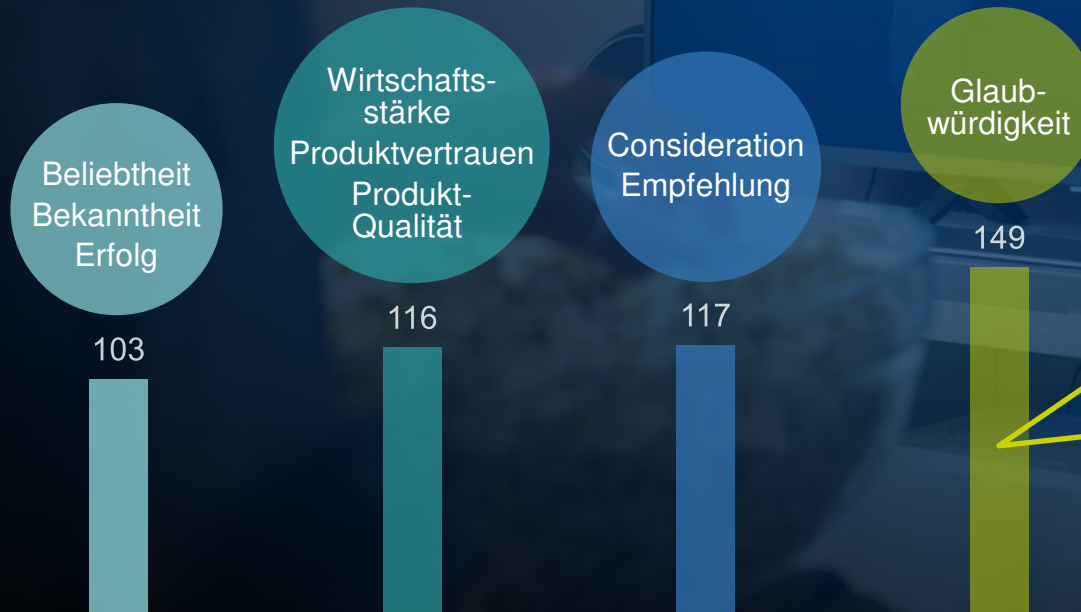 Beliebtheit
Bekanntheit
Erfolg
103
Wirtschafts-
stärke
Produktvertrauen
Produkt-
Qualität
116
Consideration
Empfehlung
117
Glaub-
würdigkeit
149